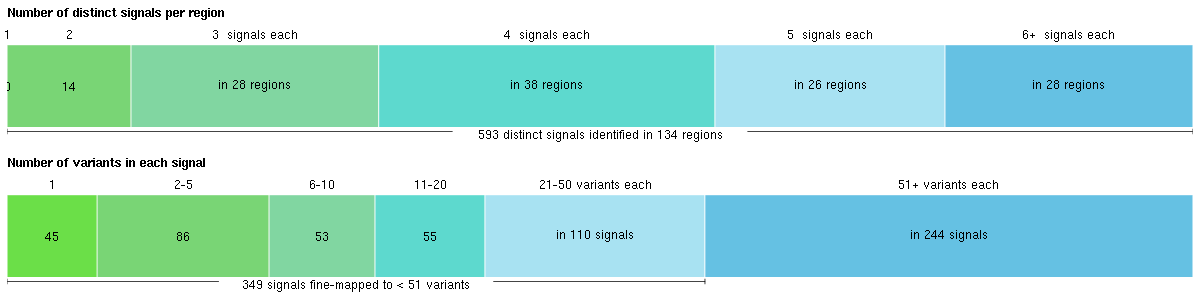 Number of distinct signals per region
1 2 3 signals each 4 signals each 5 signals each 6+ signals each
0 14 in 28 regions in 38 regions in 26 regions in 28 regions
593 distinct signals identified in 134 regions
Number of variants in each signal
1 2-5 6-10 11-20 21-50 variants each 51+ variants each
45 86 53 55 in 110 signals in 244 signals
349 signals fine-mapped to < 51 variants